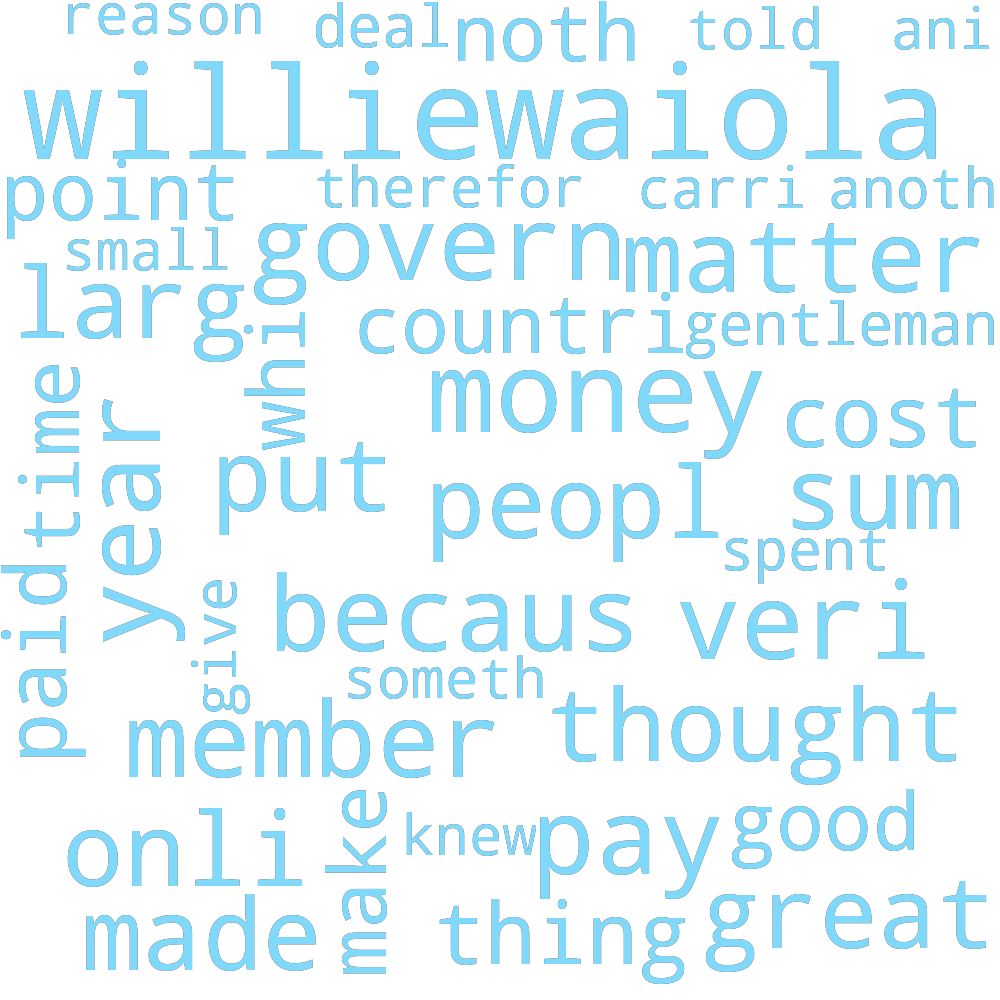 reason deal noth told ani
williewaiola
point therefor carri anoth
small govern matter
larg whi countri gentleman
time year money cost
put peopl sum
spent
paid give becaus veri
someth
member thought
onli make knew pay good
made thing great